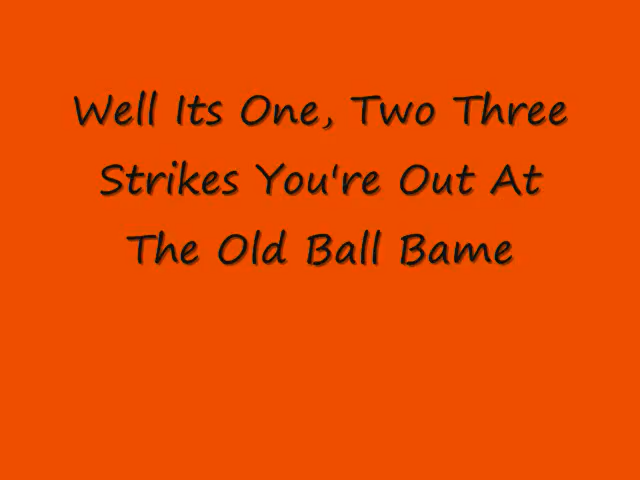 Well Its One, Two Three
Strikes You're Out At
The Old Ball Bame